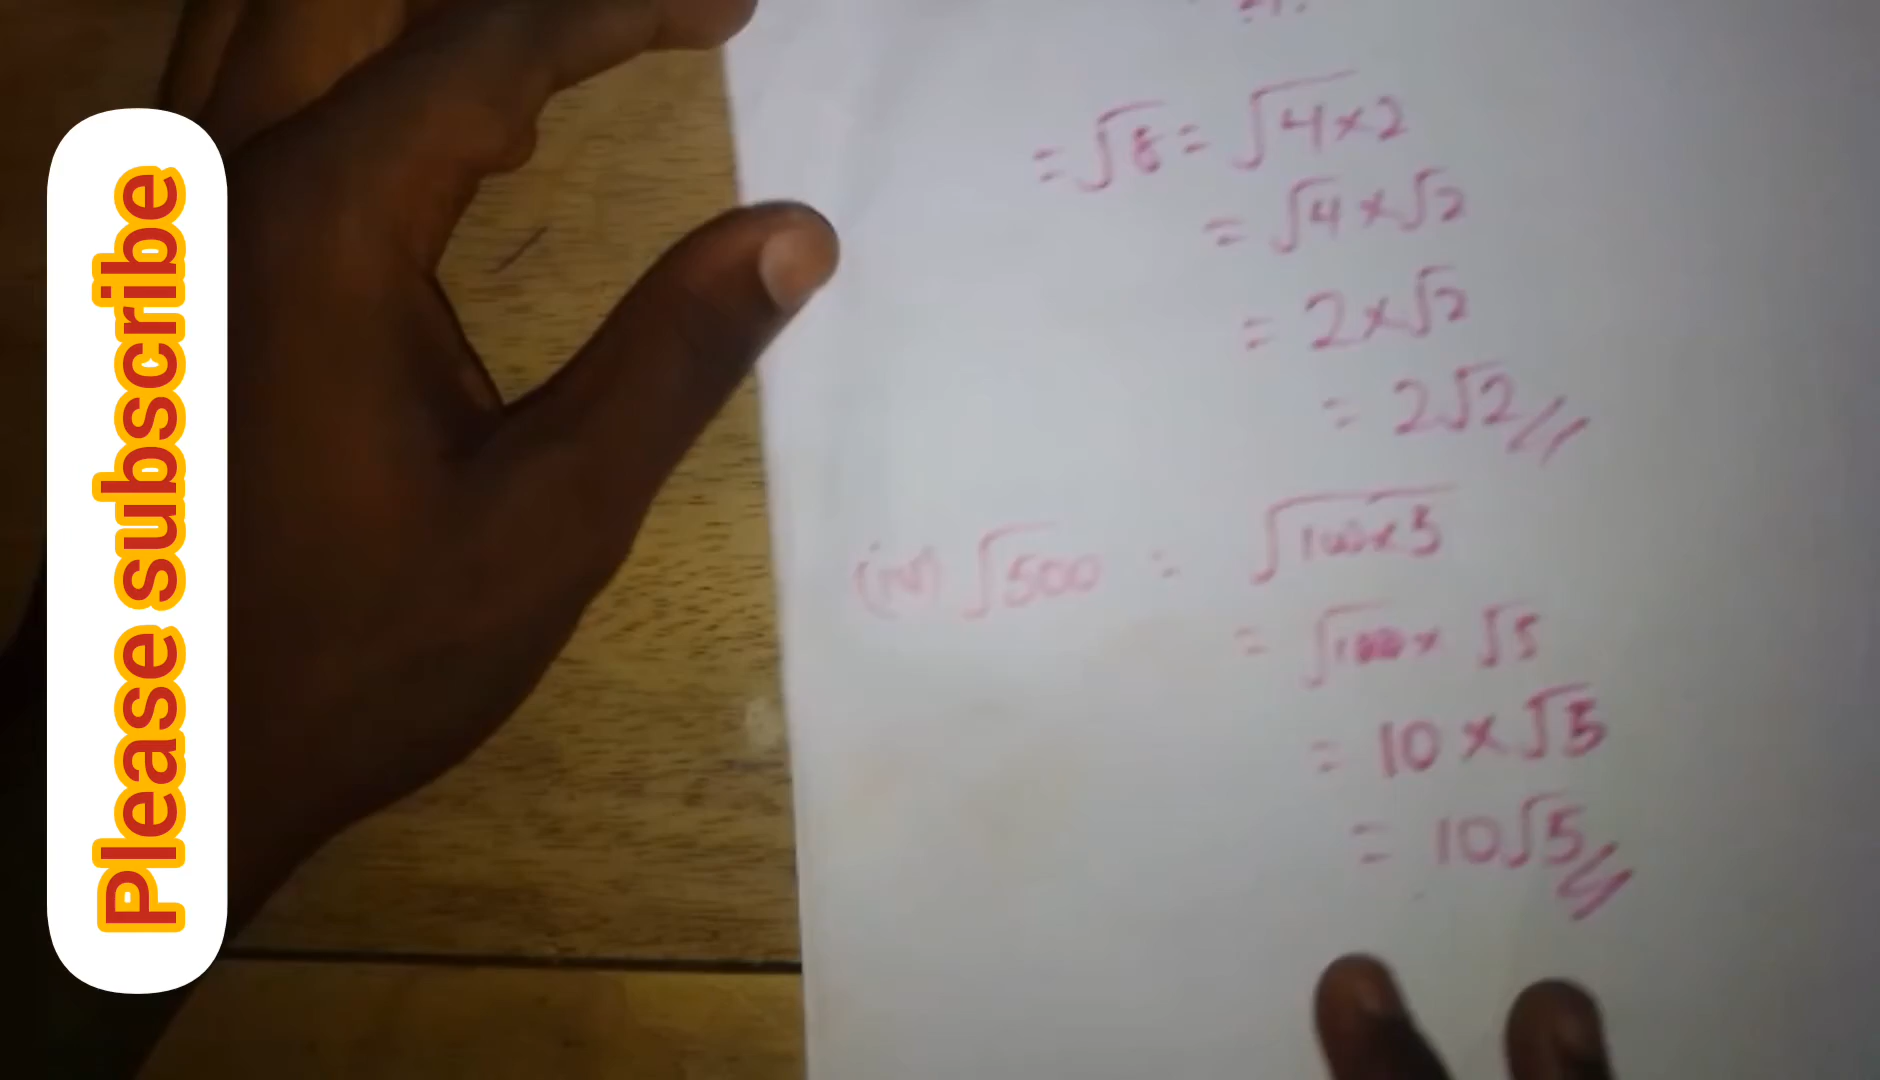 Please subscribe
= √8 = √4×2
= √4 × √2
= 2 × √2
= 2√2 //
(iv) √500 = √100×5
= √100 × √5
= 10 × √5
= 10√5 //